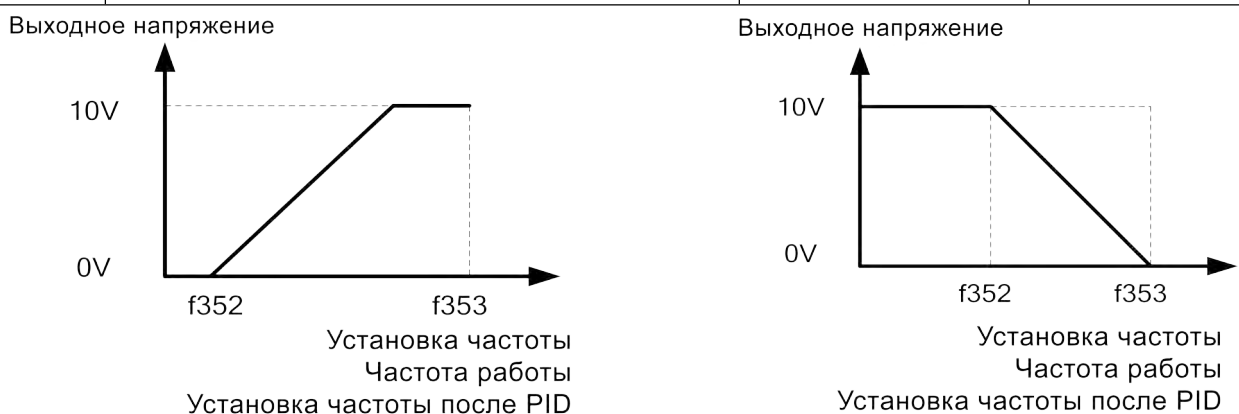 Выходное напряжение
10V
0V
f352
f353
Установка частоты
Частота работы
Установка частоты после PID
Выходное напряжение
10V
0V
f352
f353
Установка частоты
Частота работы
Установка частоты после PID